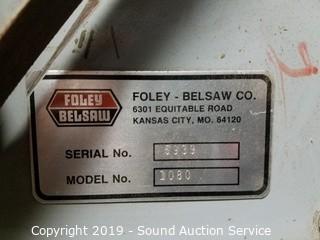 FOLEY
BELSAW
FOLEY - BELSAW CO.
6301 EQUITABLE ROAD
KANSAS CITY, MO. 64120
SERIAL No. 6939
MODEL No. 1080
Copyright © 2019 - Sound Auction Service